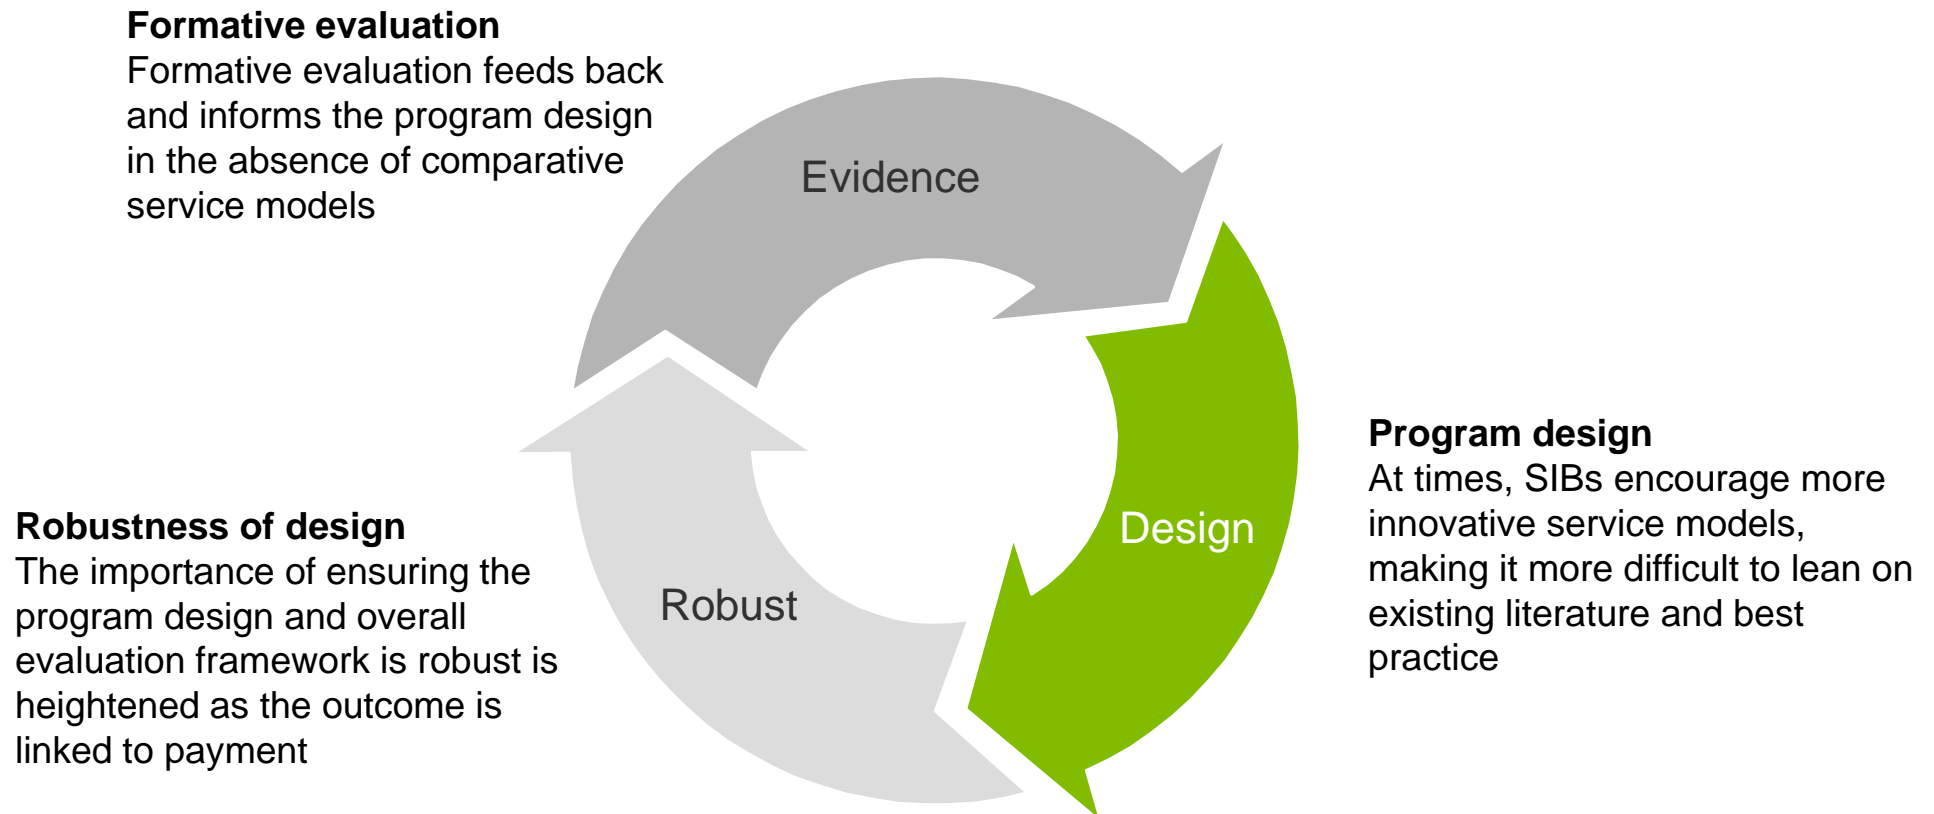 Formative evaluation
Formative evaluation feeds back
and informs the program design
in the absence of comparative
service models
Evidence
Design
Robust
Program design
At times, SIBs encourage more
innovative service models,
making it more difficult to lean on
existing literature and best
practice
Robustness of design
The importance of ensuring the
program design and overall
evaluation framework is robust is
heightened as the outcome is
linked to payment